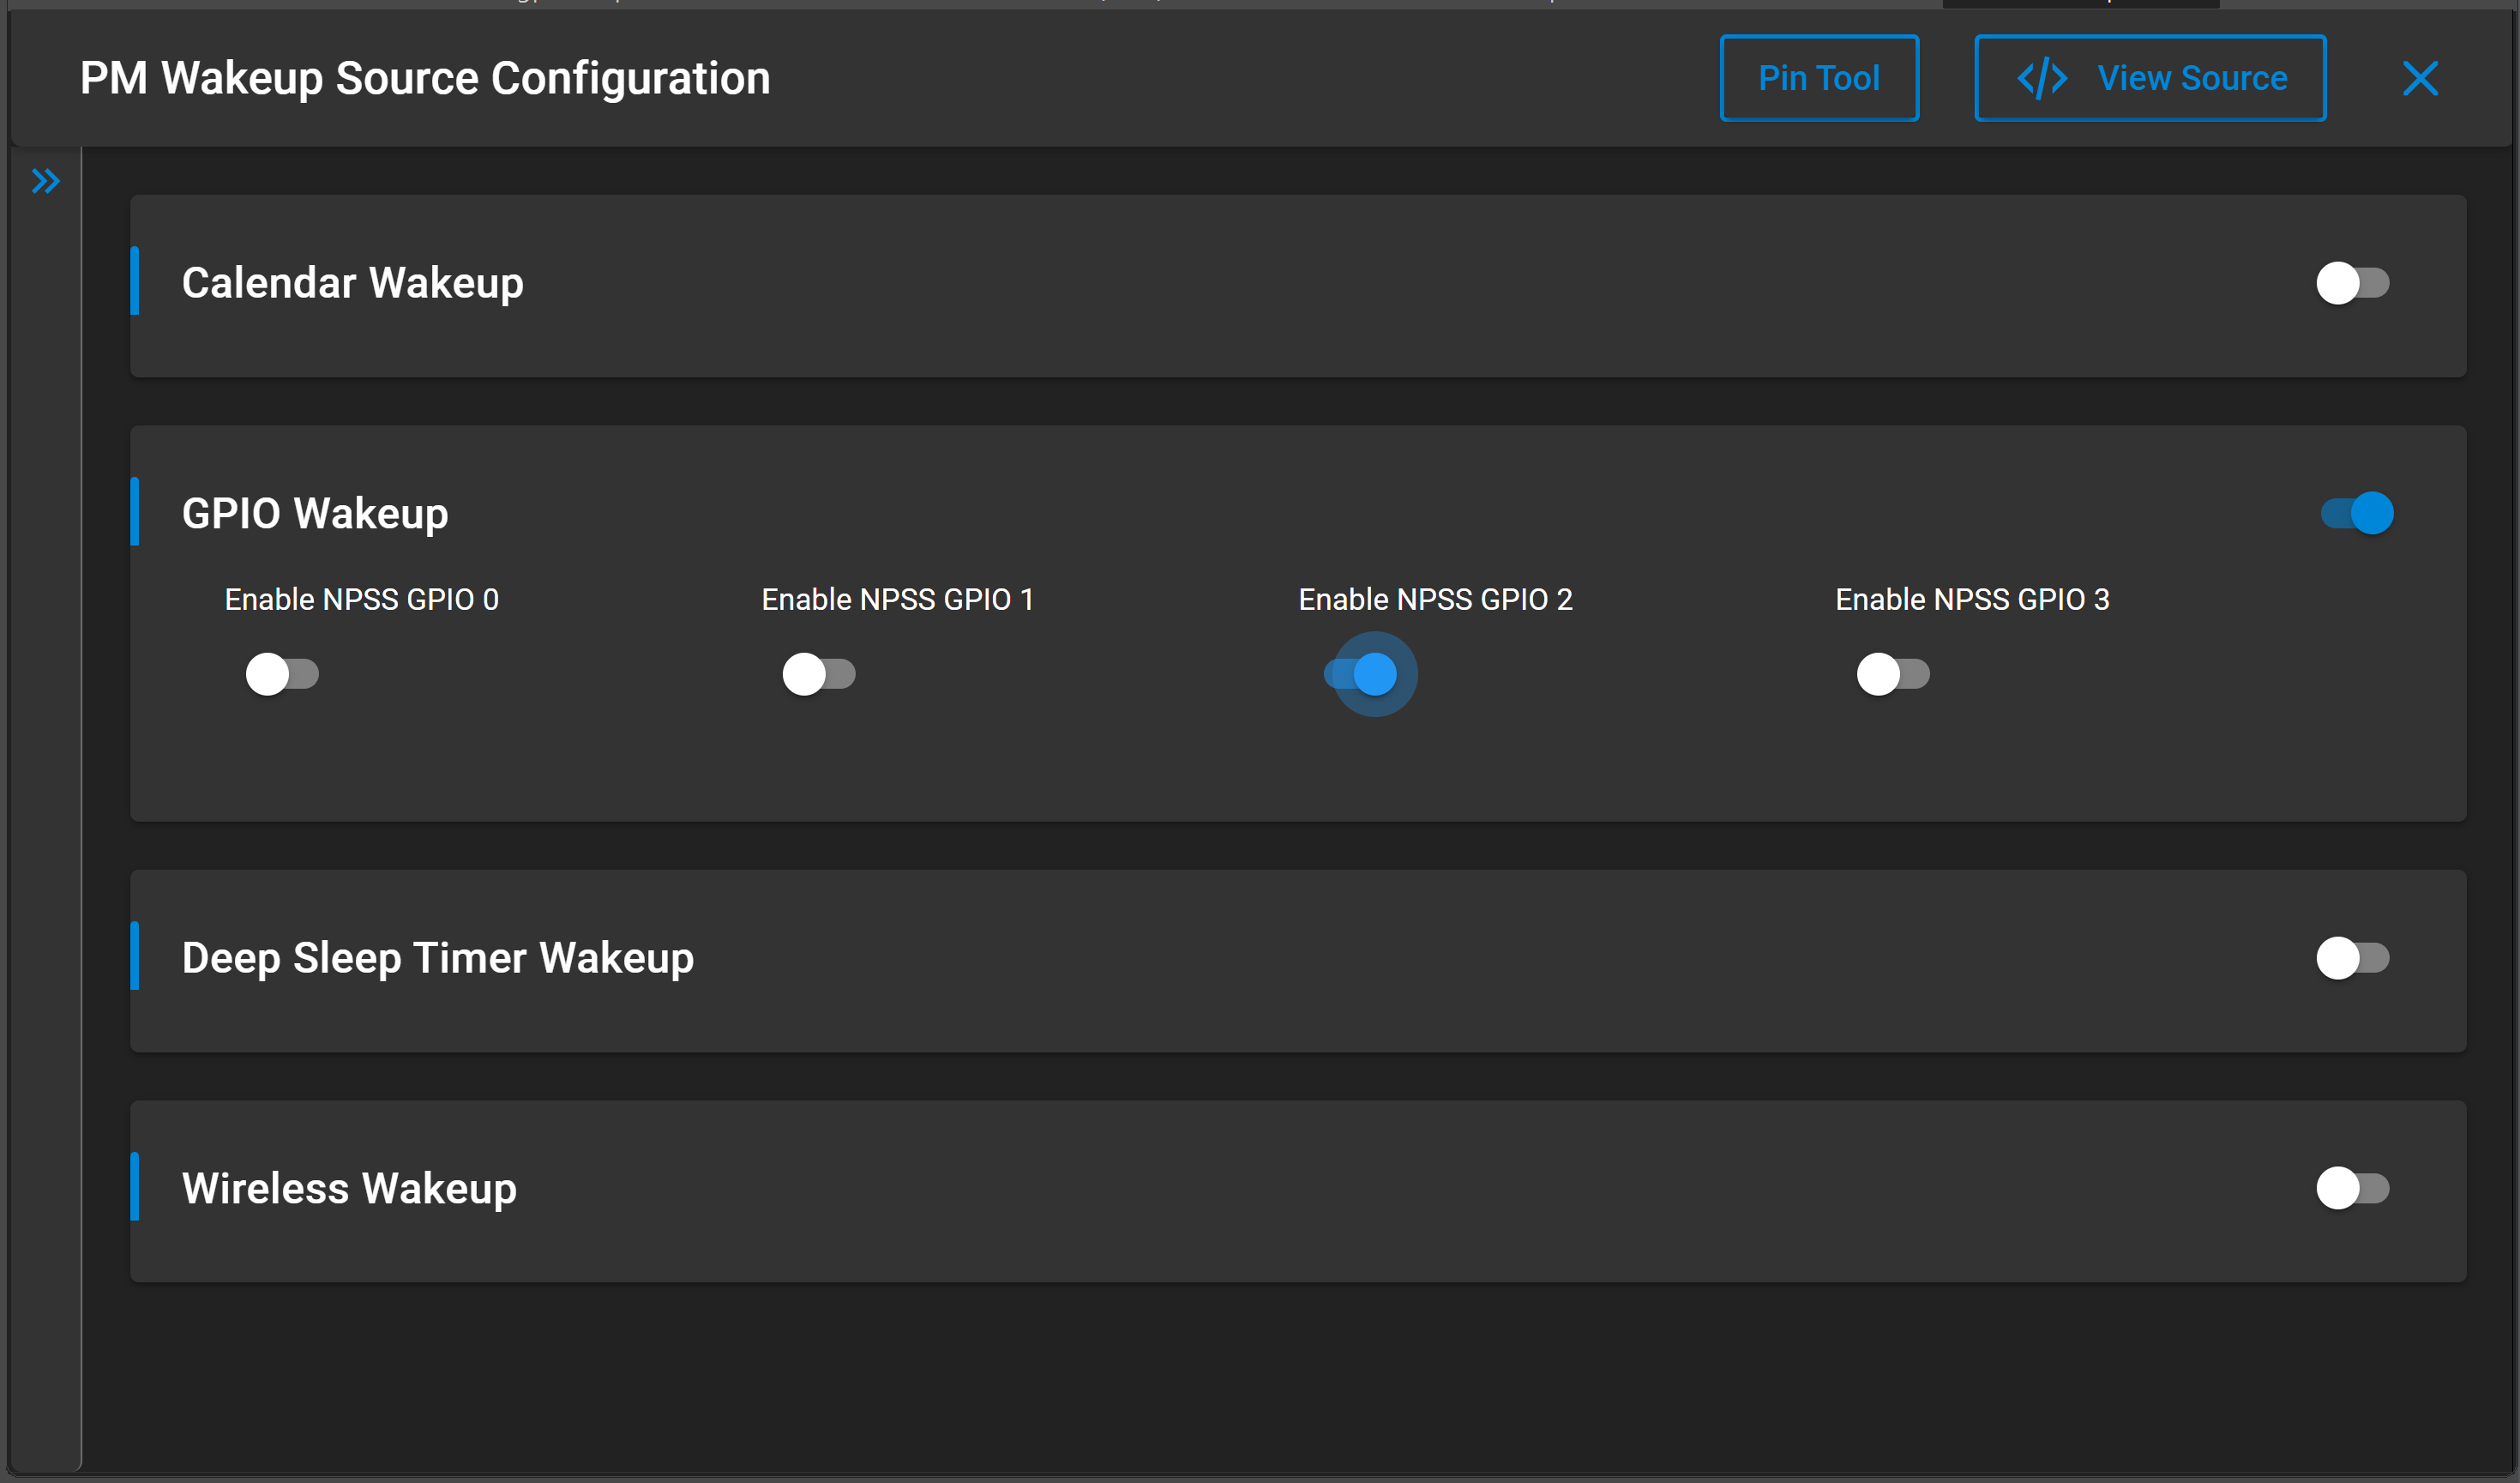 PM Wakeup Source Configuration
Pin Tool
</> View Source
Calendar Wakeup
GPIO Wakeup
Enable NPSS GPIO 0
Enable NPSS GPIO 1
Enable NPSS GPIO 2
Enable NPSS GPIO 3
Deep Sleep Timer Wakeup
Wireless Wakeup